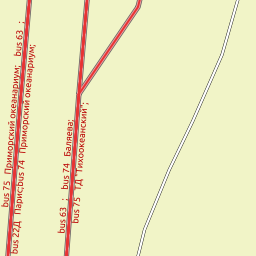 bus 75   Приморский океанариум;   bus 63   ;
bus 22Д   Парис;bus 74   Приморский океанариум;
bus 63   ;   bus 74   Баляева;
bus 75   ТД "Тихоокеанский";